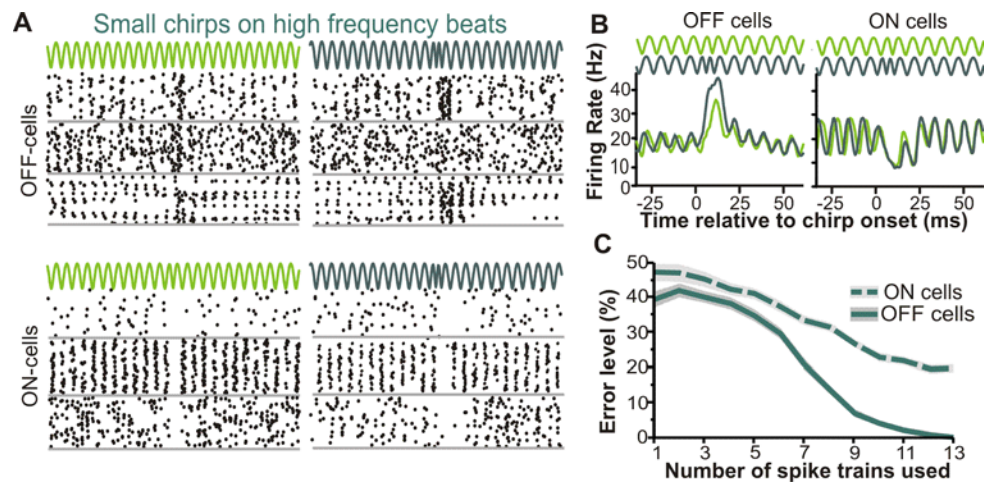 A
Small chirps on high frequency beats
OFF-cells
ON-cells
B
OFF cells
ON cells
Firing Rate (Hz)
40
30
20
10
0
-25 0 25 50
-25 0 25 50
Time relative to chirp onset (ms)
C
Error level (%)
50
40
30
20
10
0
ON cells
OFF cells
1 3 5 7 9 11 13
Number of spike trains used